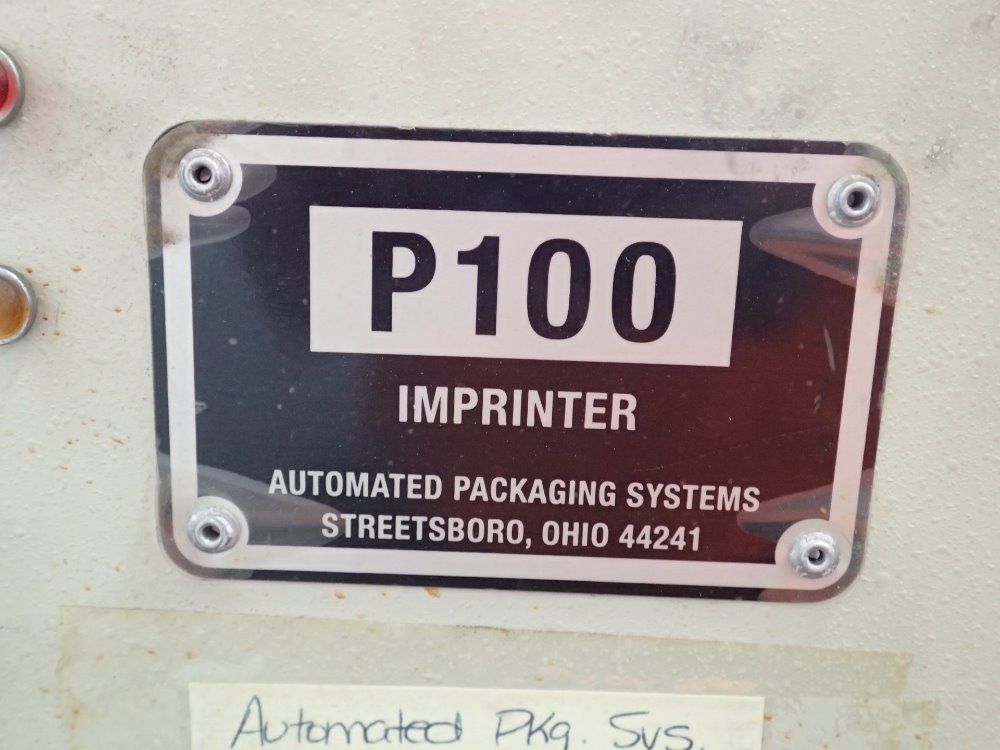 P100
IMPRINTER
AUTOMATED PACKAGING SYSTEMS
STREETSBORO, OHIO 44241
Automated Pkg. Sys.